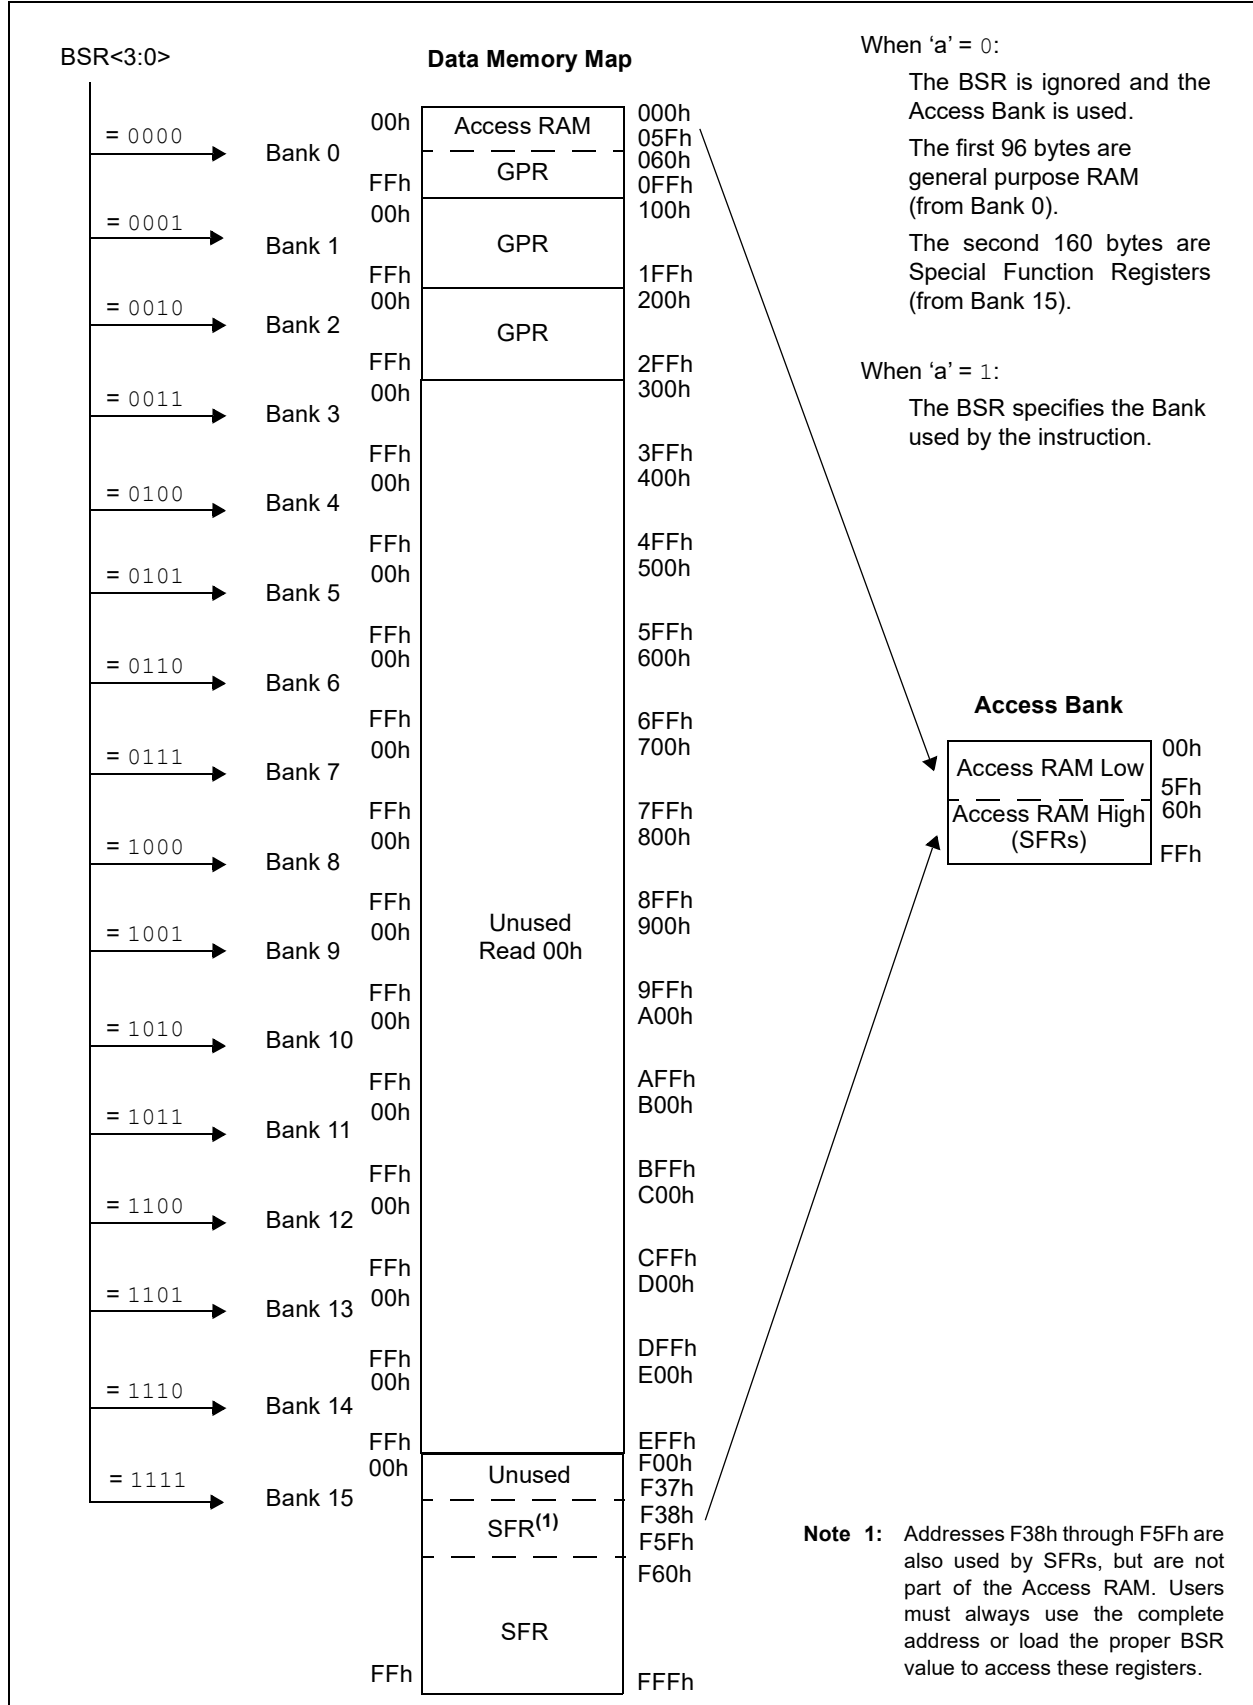 BSR<3:0>
Data Memory Map
When ‘a’ = 0:
The BSR is ignored and the
Access Bank is used.
The first 96 bytes are
general purpose RAM
(from Bank 0).
The second 160 bytes are
Special Function Registers
(from Bank 15).
When ‘a’ = 1:
The BSR specifies the Bank
used by the instruction.
= 0000
Bank 0
00h
Access RAM
000h
05Fh
060h
GPR
FFh
0FFh
= 0001
Bank 1
00h
100h
GPR
FFh
1FFh
= 0010
Bank 2
00h
200h
GPR
FFh
2FFh
= 0011
Bank 3
00h
300h
FFh
3FFh
= 0100
Bank 4
00h
400h
FFh
4FFh
= 0101
Bank 5
00h
500h
FFh
5FFh
= 0110
Bank 6
00h
600h
FFh
6FFh
= 0111
Bank 7
00h
700h
FFh
7FFh
= 1000
Bank 8
00h
800h
FFh
8FFh
= 1001
Bank 9
00h
900h
Unused
Read 00h
FFh
9FFh
= 1010
Bank 10
00h
A00h
FFh
AFFh
= 1011
Bank 11
00h
B00h
FFh
BFFh
= 1100
Bank 12
00h
C00h
FFh
CFFh
= 1101
Bank 13
00h
D00h
FFh
DFFh
= 1110
Bank 14
00h
E00h
FFh
EFFh
= 1111
Bank 15
00h
F00h
Unused
F37h
F38h
SFR(1)
F5Fh
F60h
SFR
FFh
FFFh
Access Bank
Access RAM Low
00h
5Fh
Access RAM High
(SFRs)
60h
FFh
Note 1: Addresses F38h through F5Fh are
also used by SFRs, but are not
part of the Access RAM. Users
must always use the complete
address or load the proper BSR
value to access these registers.